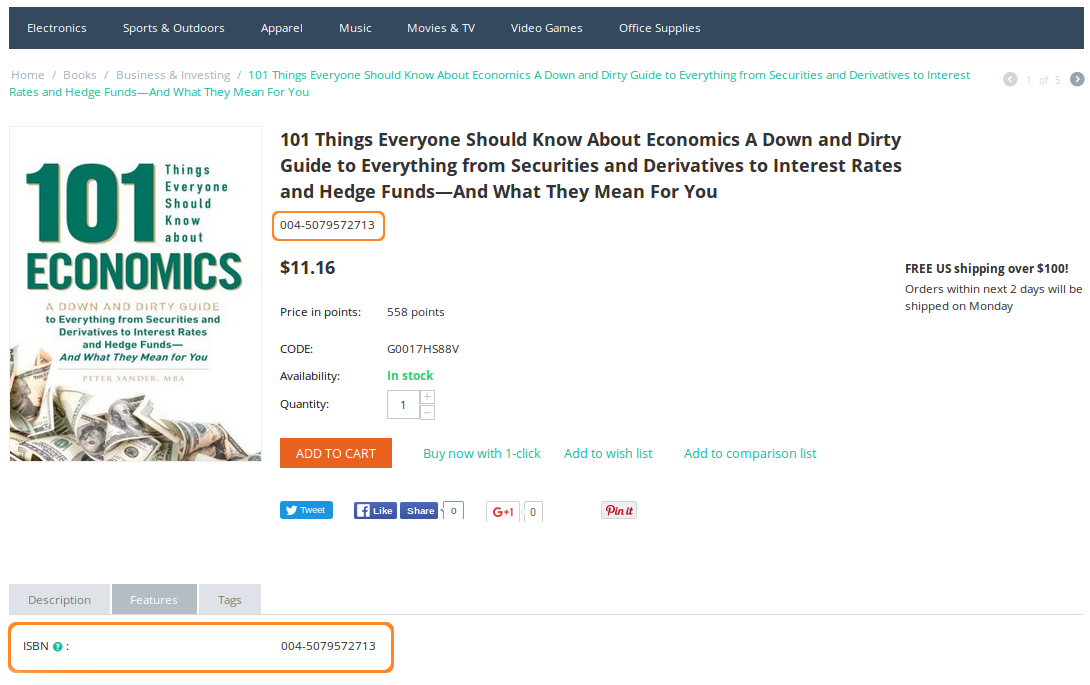 Electronics Sports & Outdoors Apparel Music Movies & TV Video Games Office Supplies
Home / Books / Business & Investing / 101 Things Everyone Should Know About Economics A Down and Dirty Guide to Everything from Securities and Derivatives to Interest
Rates and Hedge Funds—And What They Mean For You
1 of 5
101
Things
Everyone
Should
Know
about
ECONOMICS
A DOWN AND DIRTY GUIDE
to Everything from Securities and
Derivatives to Interest Rates
and Hedge Funds—
And What They Mean for You
PETER SANDER, MBA
101 Things Everyone Should Know About Economics A Down and Dirty
Guide to Everything from Securities and Derivatives to Interest Rates
and Hedge Funds—And What They Mean For You
004-5079572713
$11.16
Price in points: 558 points
CODE: G0017HS88V
Availability: In stock
Quantity: 1 + −
ADD TO CART Buy now with 1-click Add to wish list Add to comparison list
Tweet Like Share 0 G+1 0 Pin it
FREE US shipping over $100!
Orders within next 2 days will be
shipped on Monday
Description Features Tags
ISBN ? : 004-5079572713